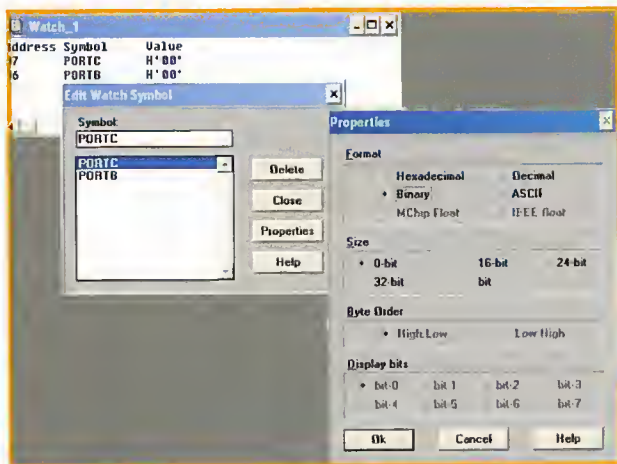 Watch_1
Address Symbol Value
07 PORTC H'00'
06 PORTB H'00'
Edit Watch Symbol
Symbol:
PORTC
PORTC
PORTB
Delete
Close
Properties
Help
Properties
Format
Hexadecimal Decimal
Binary ASCII
MChip Float IEEE float
Size
8-bit 16-bit 24-bit
32-bit bit
Byte Order
High:Low Low:High
Display bits
bit-0 bit 1 bit-2 bit-3
bit-4 bit-5 bit-6 bit-7
Ok Cancel Help